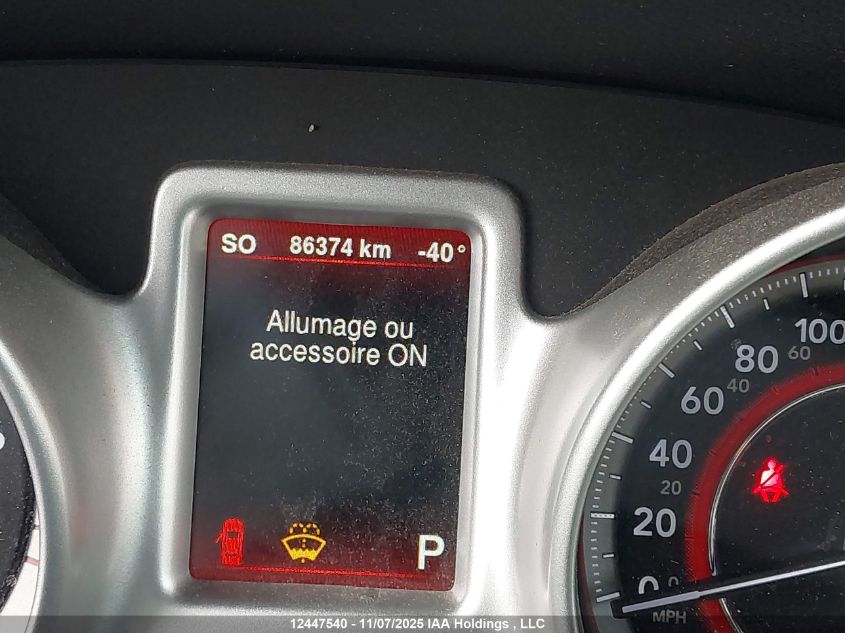 SO 86374 km -40°
Allumage ou
accessoire ON
P
100
80 60
60 40
40
20
20
0 0
MPH
12447540 - 11/07/2025 IAA Holdings , LLC